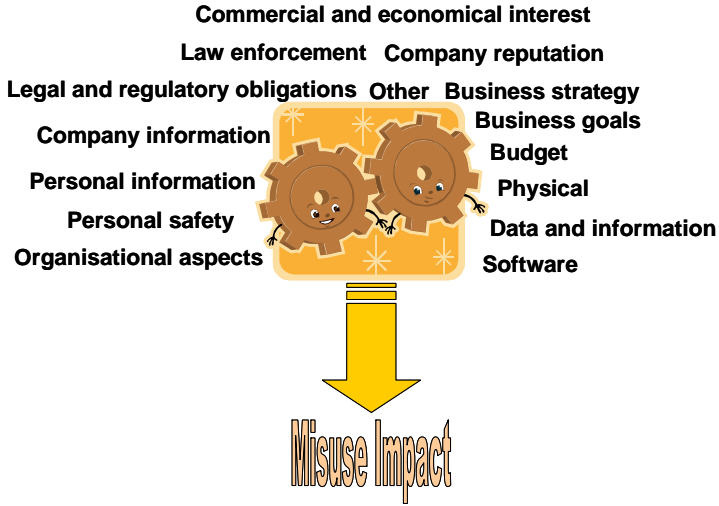 Commercial and economical interest
Law enforcement Company reputation
Legal and regulatory obligations Other Business strategy
Business goals
Company information
Budget
Personal information
Physical
Personal safety
Data and information
Organisational aspects
Software
Misuse Impact